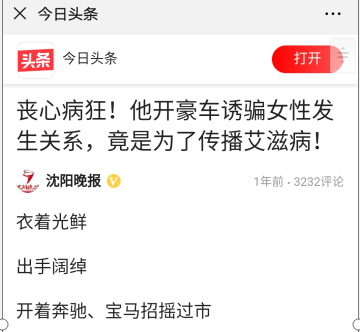 今日头条
头条
今日头条
打开
丧心病狂！他开豪车诱骗女性发
生关系，竟是为了传播艾滋病！
沈阳晚报
1年前·3232评论
衣着光鲜
出手阔绰
开着奔驰、宝马招摇过市